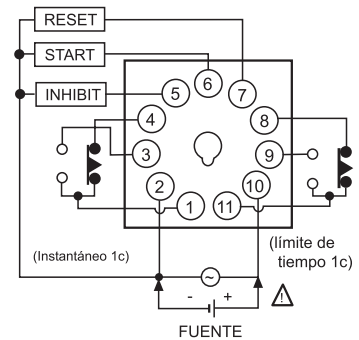 RESET
START
INHIBIT
6
5
7
4
8
3
9
2
10
1
11
(Instantáneo 1c)
(límite de
tiempo 1c)
~
- +
!
FUENTE